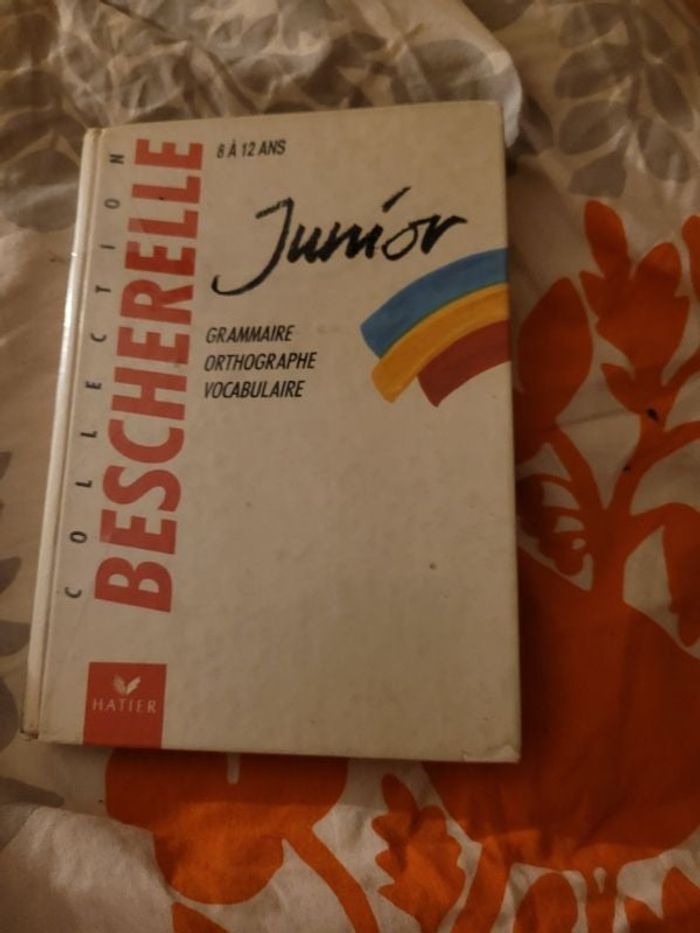 COLLECTION
BESCHERELLE
8 À 12 ANS
Junior
GRAMMAIRE
ORTHOGRAPHE
VOCABULAIRE
HATIER